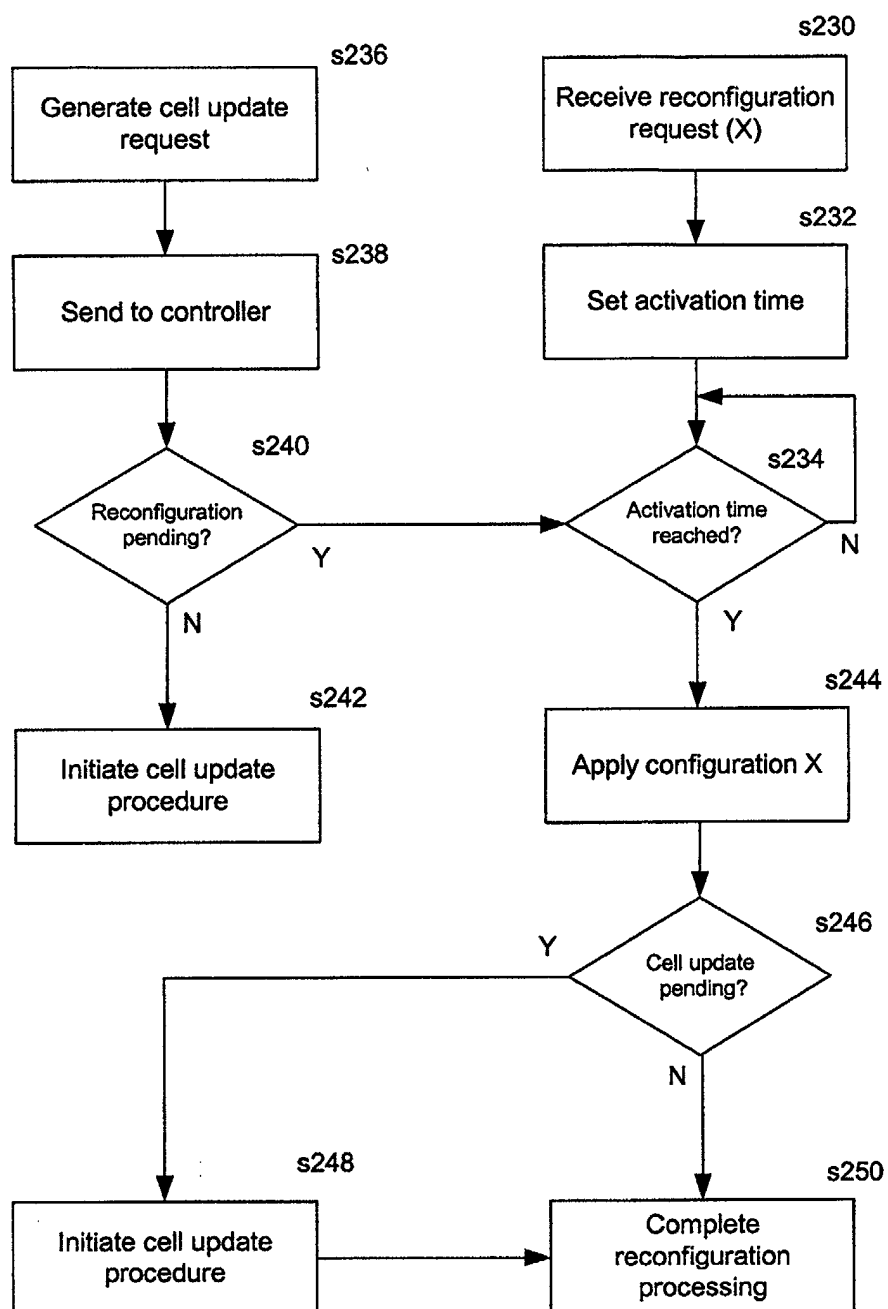 s236
Generate cell update
request
s230
Receive reconfiguration
request (X)
s238
Send to controller
s232
Set activation time
s240
Reconfiguration
pending?
Y
N
s234
Activation time
reached?
N
Y
s242
Initiate cell update
procedure
s244
Apply configuration X
s246
Cell update
pending?
Y
N
s248
Initiate cell update
procedure
s250
Complete
reconfiguration
processing